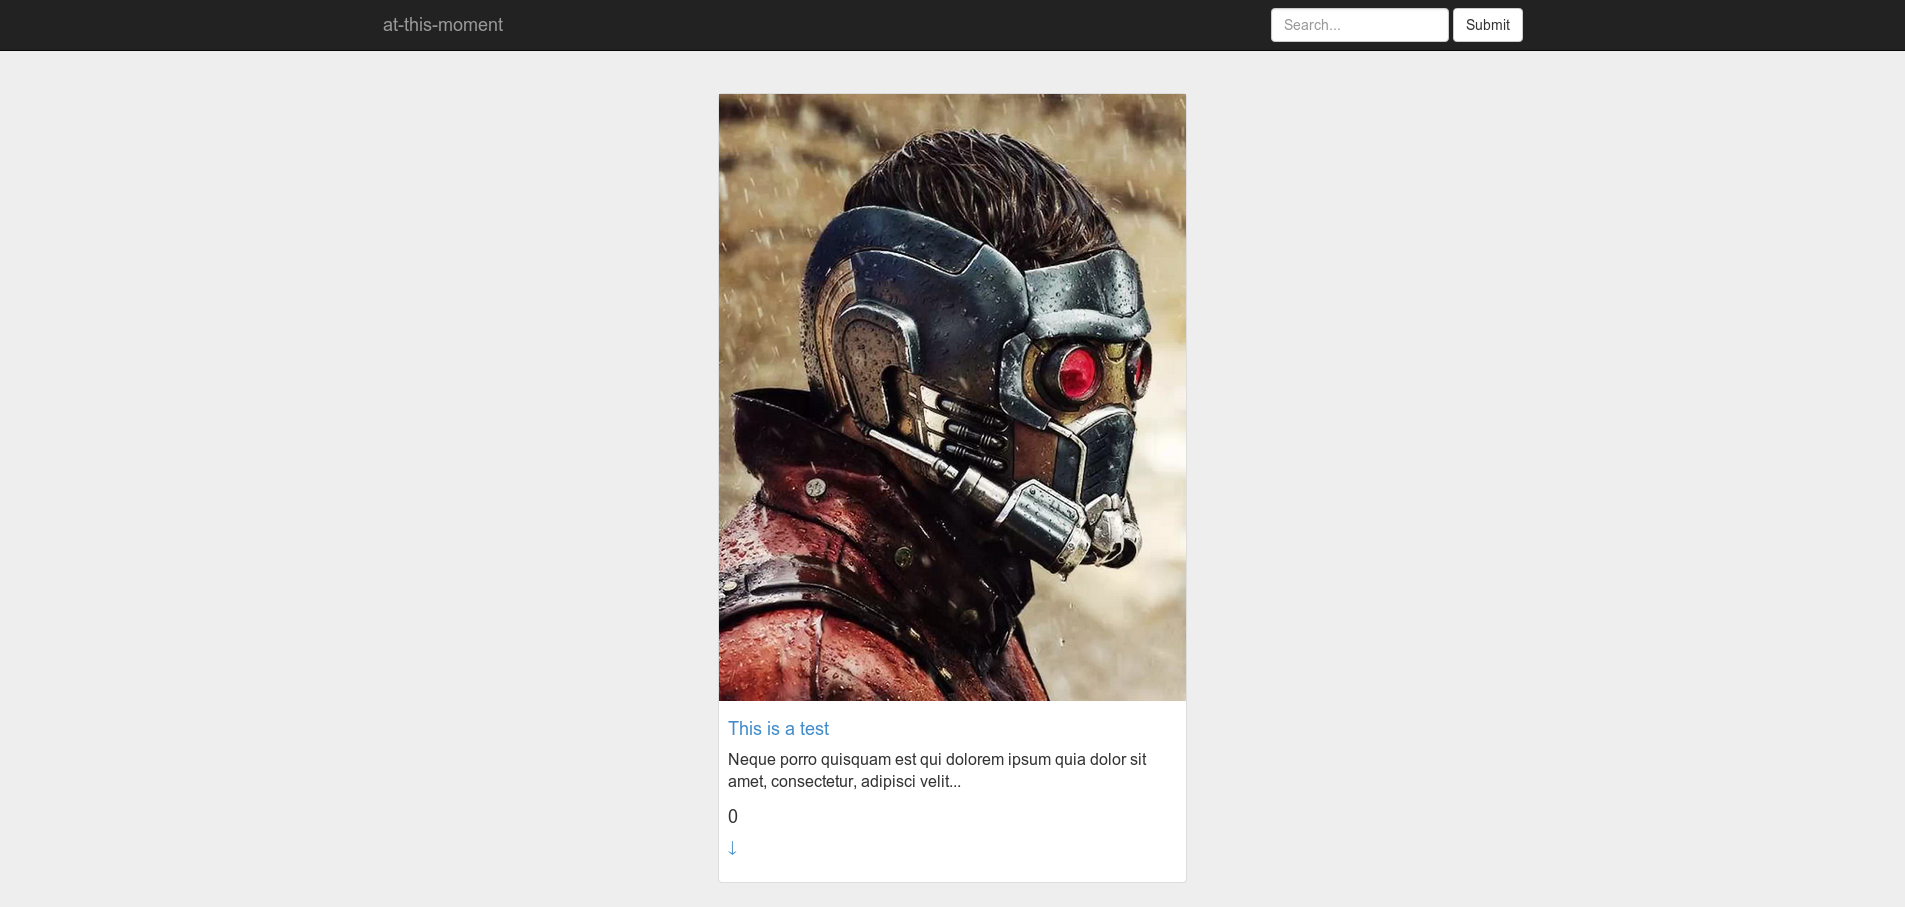 at-this-moment
Search...
Submit
This is a test
Neque porro quisquam est qui dolorem ipsum quia dolor sit
amet, consectetur, adipisci velit...
0
↓